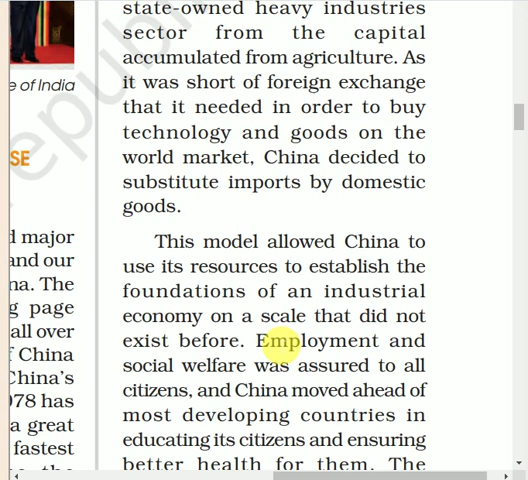 e of India
SE
d major
and our
na. The
g page
all over
f China
China's
978 has
a great
fastest
state-owned heavy industries
sector from the capital
accumulated from agriculture. As
it was short of foreign exchange
that it needed in order to buy
technology and goods on the
world market, China decided to
substitute imports by domestic
goods.
This model allowed China to
use its resources to establish the
foundations of an industrial
economy on a scale that did not
exist before. Employment and
social welfare was assured to all
citizens, and China moved ahead of
most developing countries in
educating its citizens and ensuring
better health for them. The